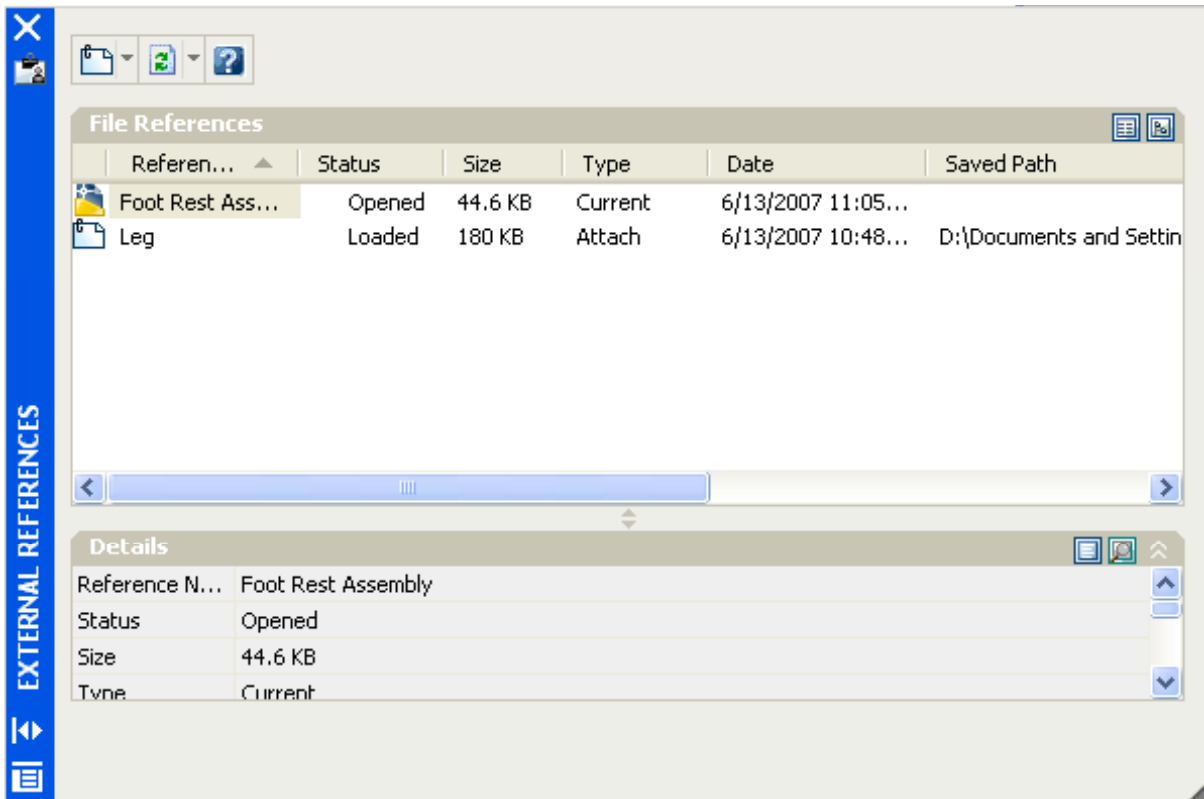 File References
Referen... Status Size Type Date Saved Path
Foot Rest Ass... Opened 44.6 KB Current 6/13/2007 11:05...
Leg Loaded 180 KB Attach 6/13/2007 10:48... D:\Documents and Settin
EXTERNAL REFERENCES
Details
Reference N... Foot Rest Assembly
Status Opened
Size 44.6 KB
Type Current